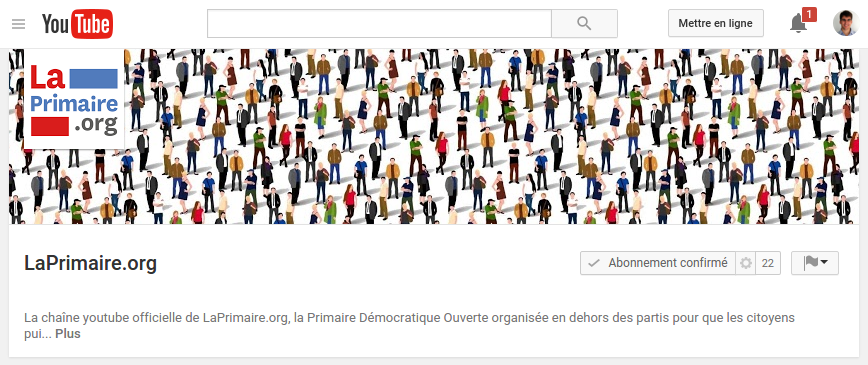 YouTube
Mettre en ligne
1
La
Primaire
.org
LaPrimaire.org
Abonnement confirmé
22
La chaîne youtube officielle de LaPrimaire.org, la Primaire Démocratique Ouverte organisée en dehors des partis pour que les citoyens
pui... Plus